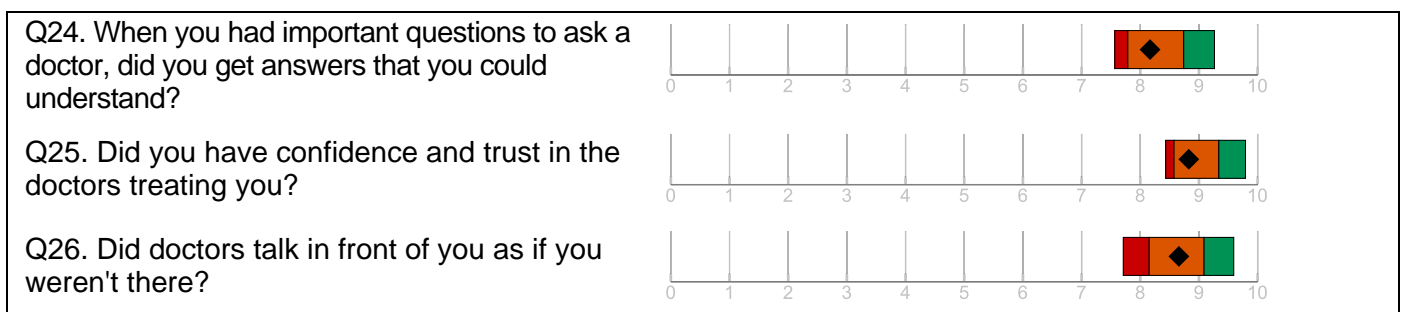 Q24. When you had important questions to ask a
doctor, did you get answers that you could
understand?
0 1 2 3 4 5 6 7 8 9 10
Q25. Did you have confidence and trust in the
doctors treating you?
0 1 2 3 4 5 6 7 8 9 10
Q26. Did doctors talk in front of you as if you
weren't there?
0 1 2 3 4 5 6 7 8 9 10